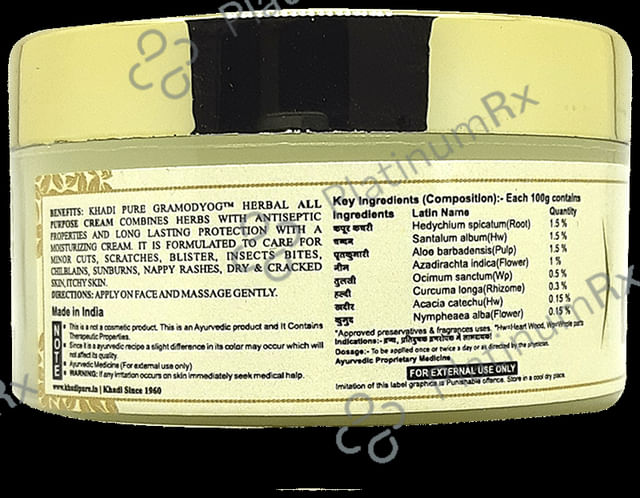 BENEFITS: KHADI PURE GRAMODYOG™ HERBAL ALL
PURPOSE CREAM COMBINES HERBS WITH ANTISEPTIC
PROPERTIES AND LONG LASTING PROTECTION WITH A
MOISTURIZING CREAM. IT IS FORMULATED TO CARE FOR
MINOR CUTS, SCRATCHES, BLISTER, INSECTS BITES,
CHILBLAINS, SUNBURNS, NAPPY RASHES, DRY & CRACKED
SKIN, ITCHY SKIN.
DIRECTIONS: APPLY ON FACE AND MASSAGE GENTLY.
Made in India
NOTE
This is a not a cosmetic product. This is an Ayurvedic product and It Contains
Therapeutic Properties.
Since it is a ayurvedic recipe a slight difference in its color may occur which will
not affect its quality.
Ayurvedic Medicine (For external use only)
WARNING: If any irritation occurs on skin immediately seek medical help.
www.khadipure.in | Khadi Since 1960
Key Ingredients (Composition):- Each 100g contains
Ingredients Latin Name Quantity
कपूर कचरी Hedychium spicatum(Root) 1.5 %
चन्दन Santalum album(Hw) 1.5 %
घृतकुमारी Aloe barbadensis(Pulp) 1.5 %
नीम Azadirachta indica(Flower) 1 %
तुलसी Ocimum sanctum(Wp) 0.5 %
हल्दी Curcuma longa(Rhizome) 0.3 %
खदीर Acacia catechu(Hw) 0.15 %
कुमुद Nympheaea alba(Flower) 0.15 %
*Approved preservatives & fragrances uses. *Hw=Heart Wood, Wp=Whole parts
Indications:-
Dosage:- To be applied once or twice a day or as directed by the physician.
Ayurvedic Proprietary Medicine
FOR EXTERNAL USE ONLY
Imitation of this label graphics is Punishable offence. Store in a cool dry place.
PlatinumRx
PlatinumRx
PlatinumRx
Rx